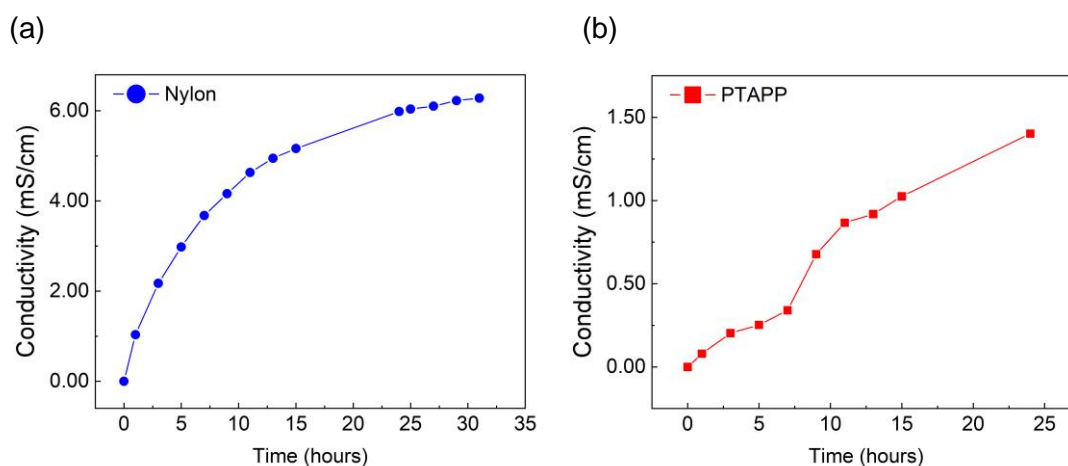 (a)
Nylon
6.00
4.00
2.00
0.00
Conductivity (mS/cm)
0 5 10 15 20 25 30 35
Time (hours)
(b)
PTAPP
1.50
1.00
0.50
0.00
Conductivity (mS/cm)
0 5 10 15 20 25
Time (hours)